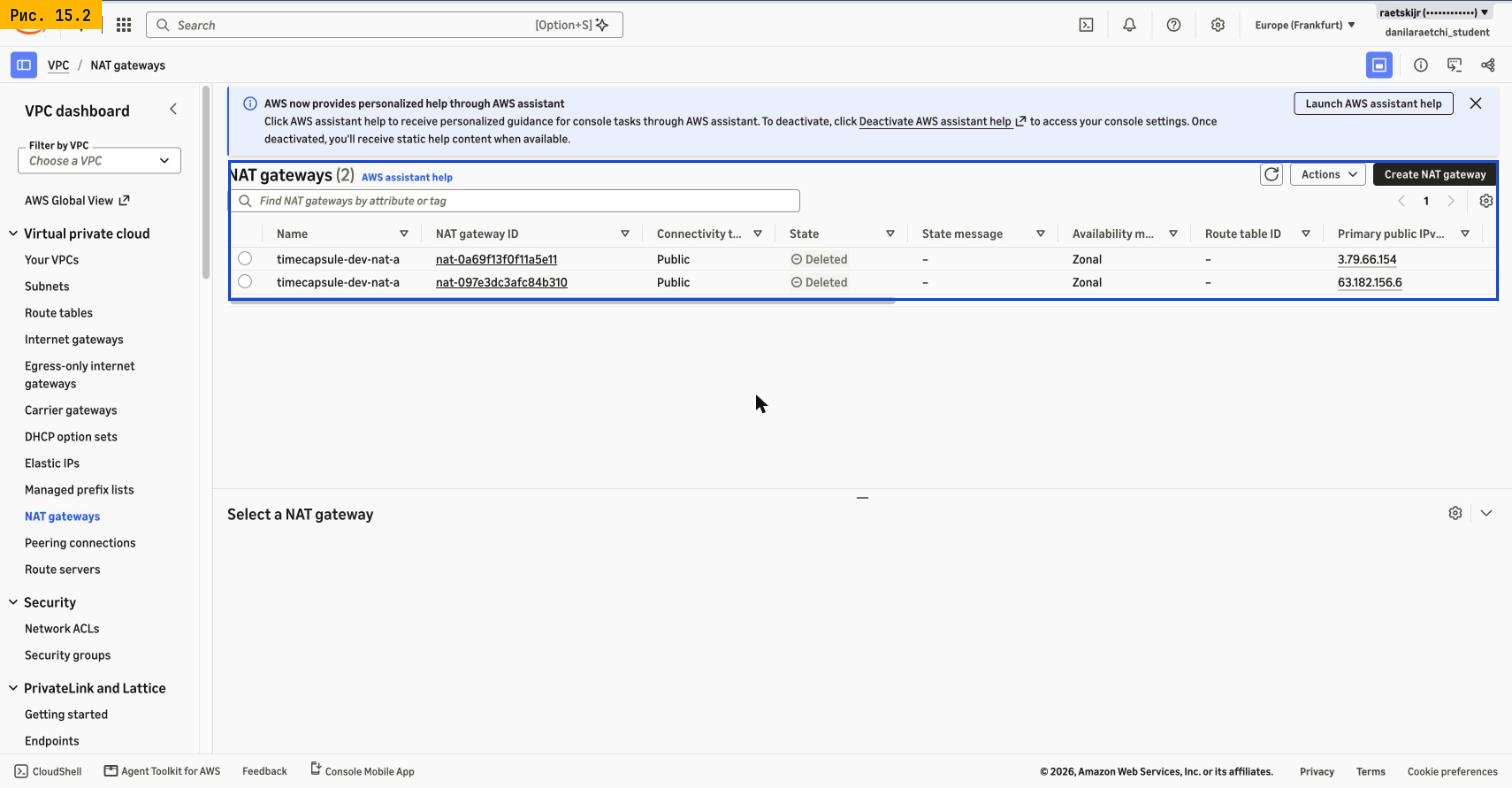 Рис. 15.2
Search [Option+S]
Europe (Frankfurt)
raetskijr (••••••••••••)
danilaraetchi_student
VPC / NAT gateways
VPC dashboard
Filter by VPC
Choose a VPC
AWS Global View
Virtual private cloud
Your VPCs
Subnets
Route tables
Internet gateways
Egress-only internet
gateways
Carrier gateways
DHCP option sets
Elastic IPs
Managed prefix lists
NAT gateways
Peering connections
Route servers
Security
Network ACLs
Security groups
PrivateLink and Lattice
Getting started
Endpoints
AWS now provides personalized help through AWS assistant
Click AWS assistant help to receive personalized guidance for console tasks through AWS assistant. To deactivate, click Deactivate AWS assistant help to access your console settings. Once
deactivated, you'll receive static help content when available.
Launch AWS assistant help
NAT gateways (2) AWS assistant help
Actions
Create NAT gateway
Find NAT gateways by attribute or tag
1
Name NAT gateway ID Connectivity t... State State message Availability m... Route table ID Primary public IPv...
timecapsule-dev-nat-a nat-0a69f13f0f11a5e11 Public Deleted – Zonal – 3.79.66.154
timecapsule-dev-nat-a nat-097e3dc3afc84b310 Public Deleted – Zonal – 63.182.156.6
Select a NAT gateway
CloudShell Agent Toolkit for AWS Feedback Console Mobile App
© 2026, Amazon Web Services, Inc. or its affiliates. Privacy Terms Cookie preferences